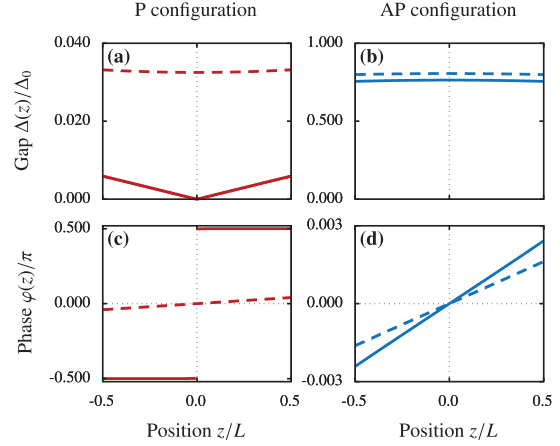 P configuration
AP configuration
Gap Δ(z)/Δ0
0.040
0.020
0.000
(a)
1.000
0.500
0.000
(b)
Phase φ(z)/π
0.500
0.000
-0.500
(c)
0.003
0.000
-0.003
(d)
-0.5 0.0 0.5
-0.5 0.0 0.5
Position z/L
Position z/L